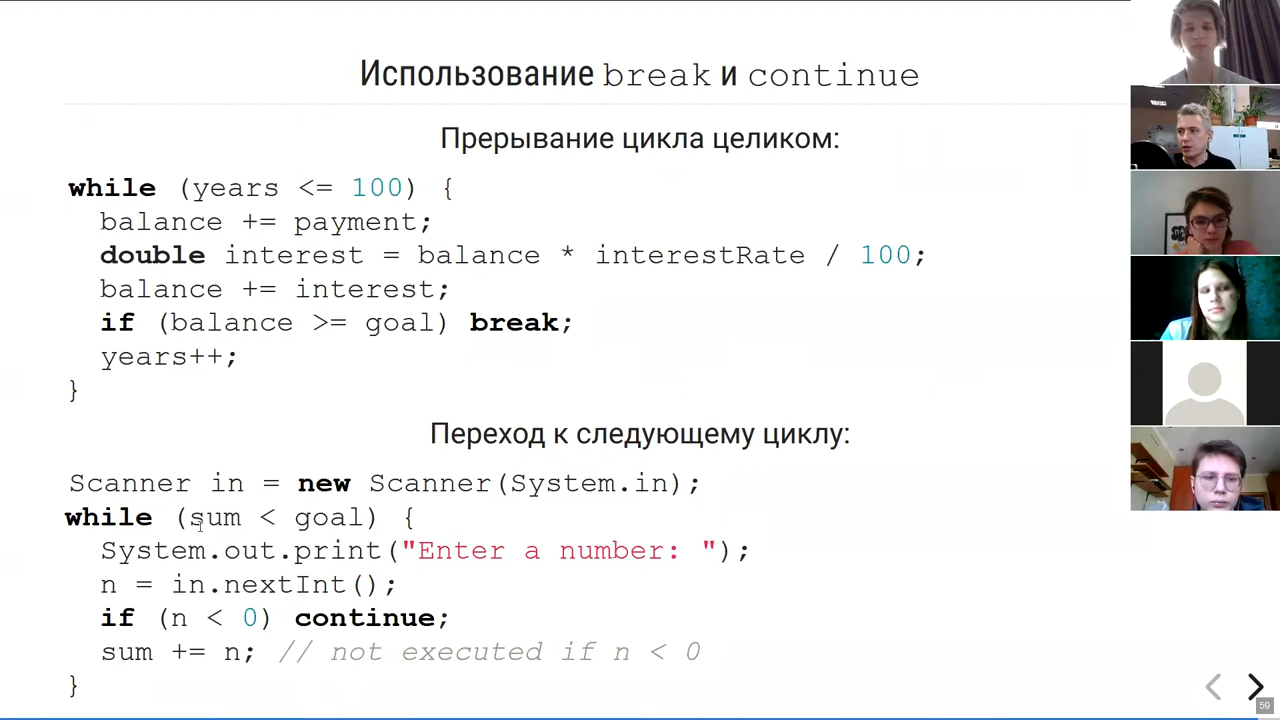 Использование break и continue
Прерывание цикла целиком:
while (years <= 100) {
  balance += payment;
  double interest = balance * interestRate / 100;
  balance += interest;
  if (balance >= goal) break;
  years++;
}
Переход к следующему циклу:
Scanner in = new Scanner(System.in);
while (sum < goal) {
  System.out.print("Enter a number: ");
  n = in.nextInt();
  if (n < 0) continue;
  sum += n; // not executed if n < 0
}
59